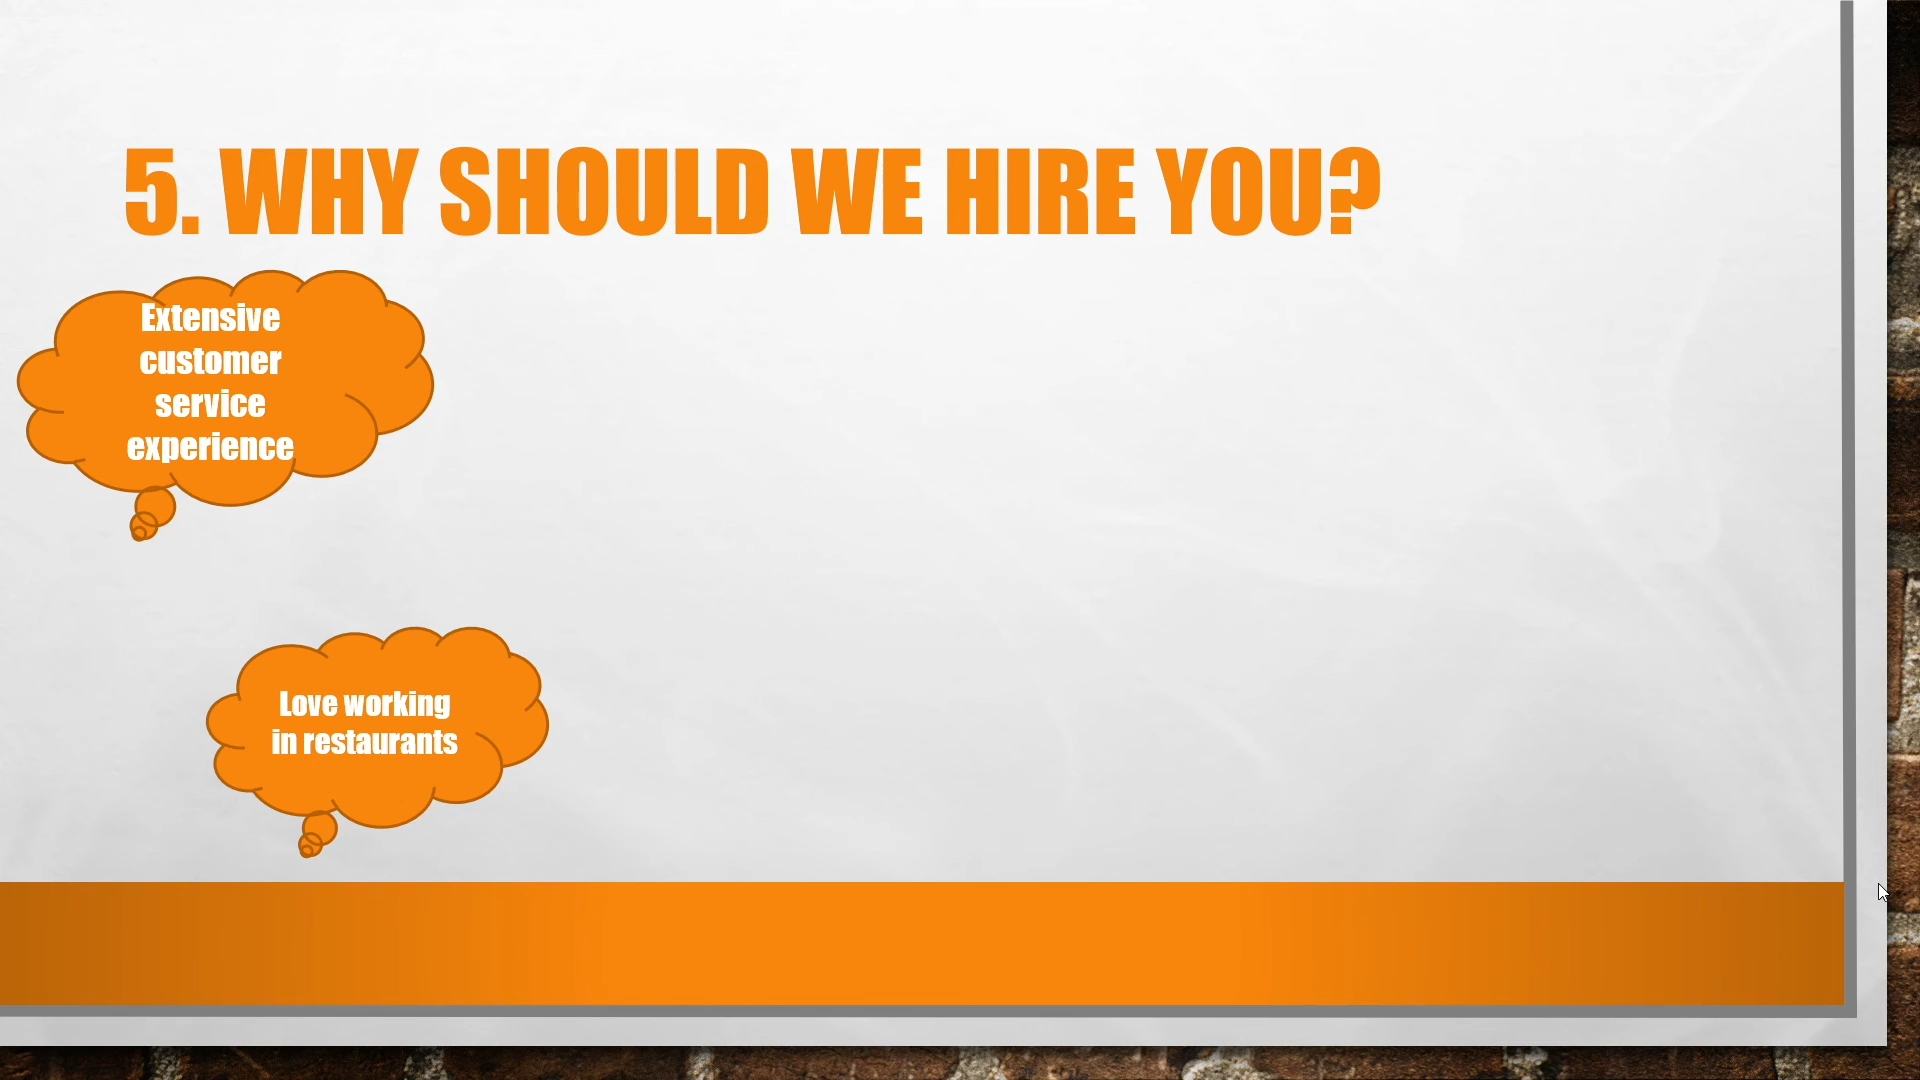 5. WHY SHOULD WE HIRE YOU?
Extensive
customer
service
experience
Love working
in restaurants